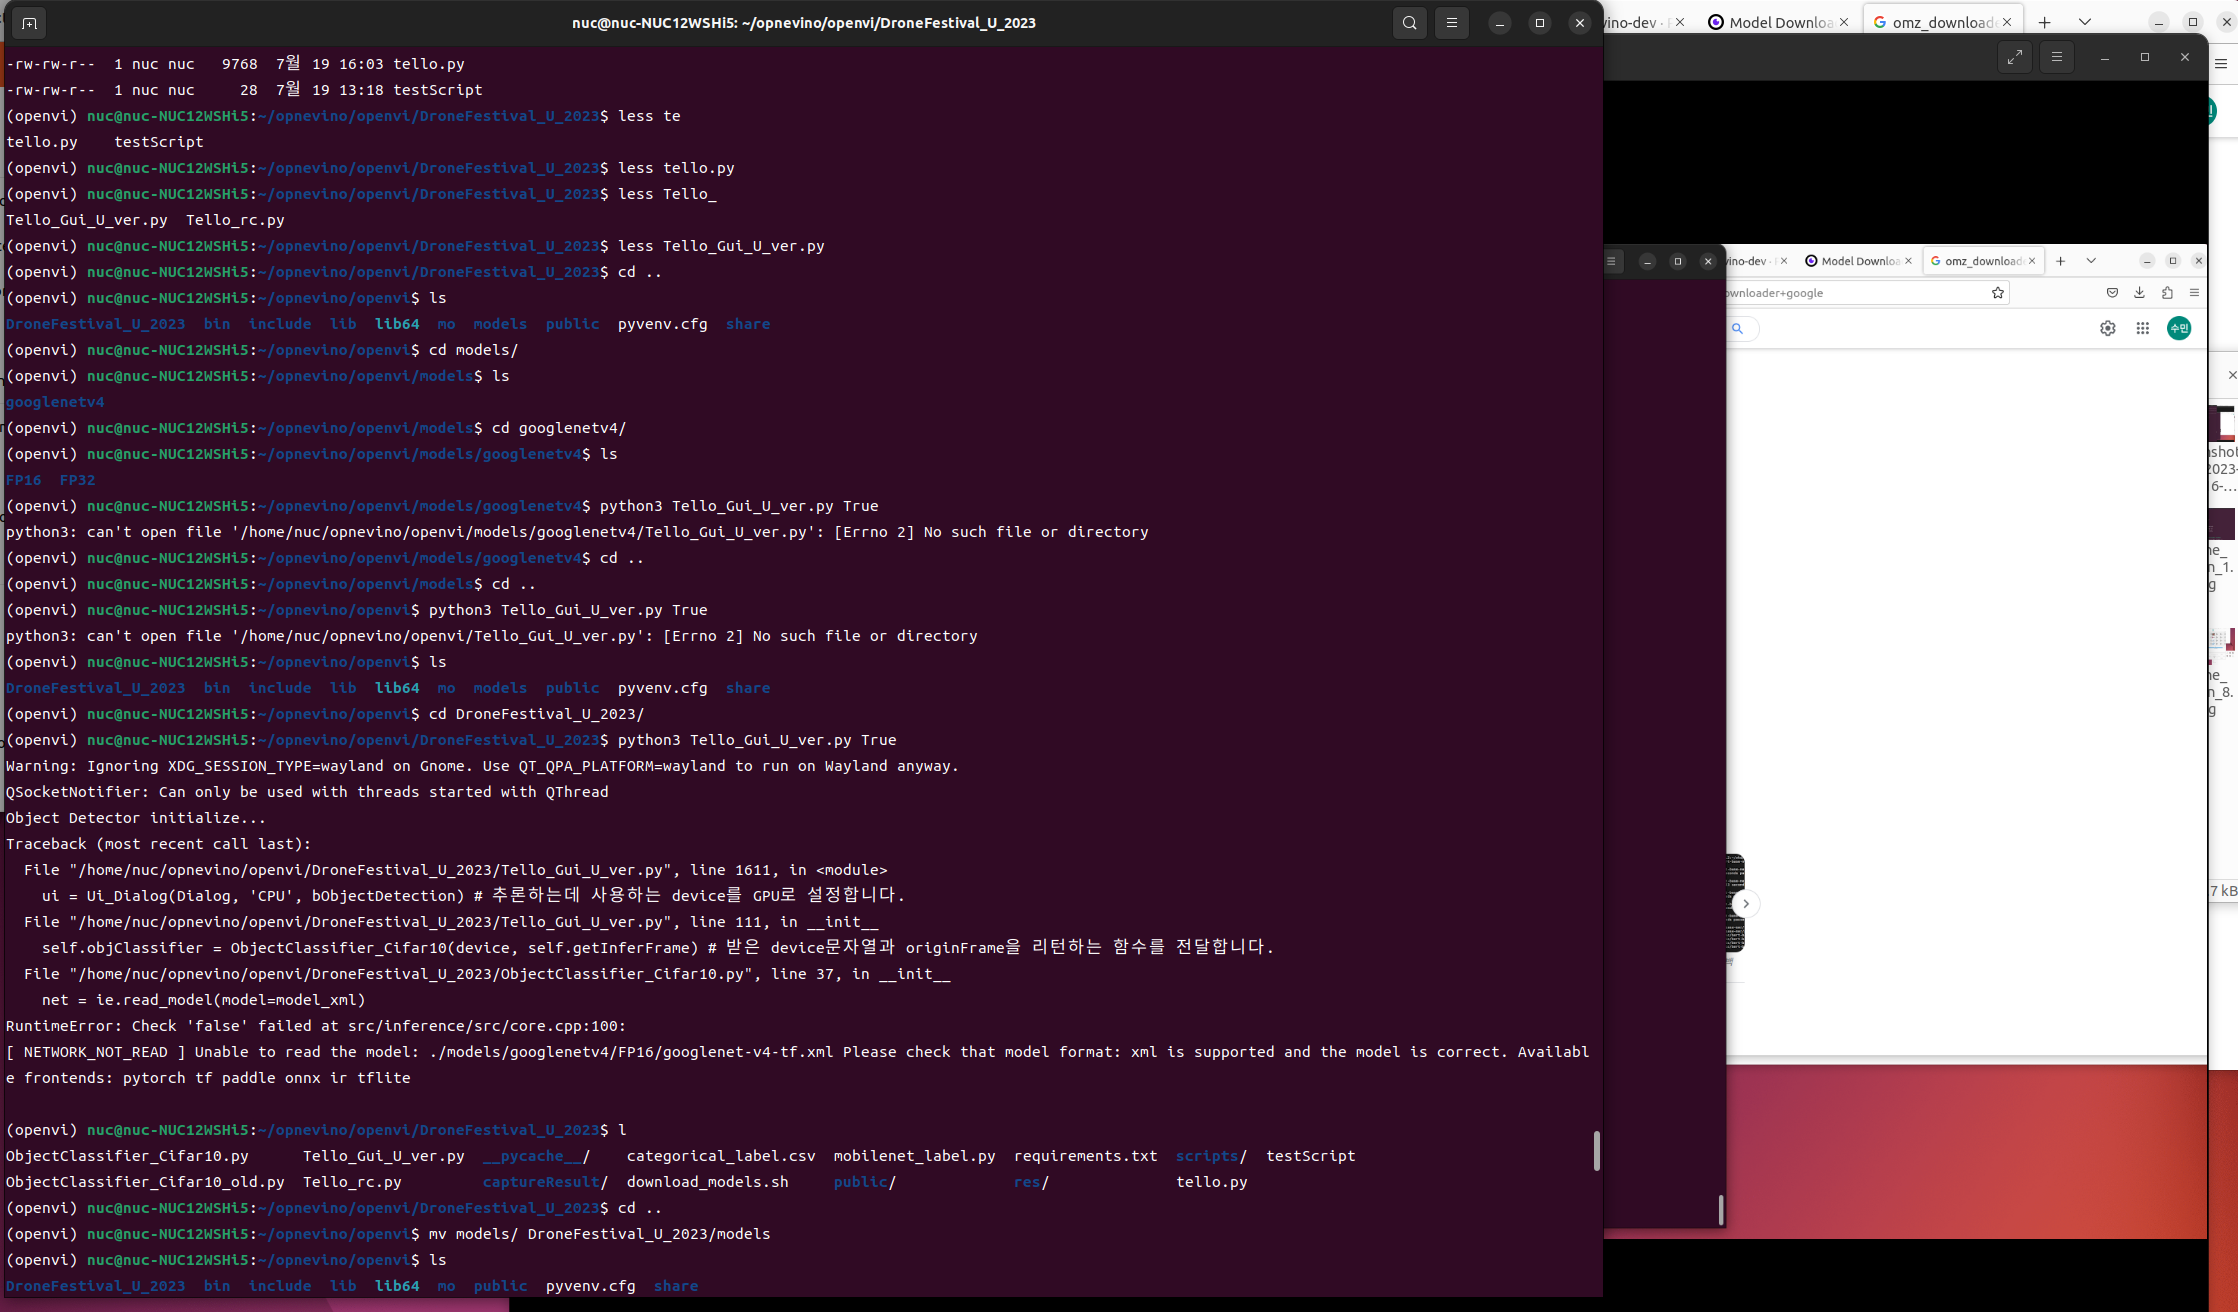 nuc@nuc-NUC12WSHi5: ~/opnevino/openvi/DroneFestival_U_2023
-rw-rw-r--  1 nuc nuc   9768  7월  19 16:03 tello.py
-rw-rw-r--  1 nuc nuc     28  7월  19 13:18 testScript
(openvi) nuc@nuc-NUC12WSHi5:~/opnevino/openvi/DroneFestival_U_2023$ less te
tello.py    testScript
(openvi) nuc@nuc-NUC12WSHi5:~/opnevino/openvi/DroneFestival_U_2023$ less tello.py
(openvi) nuc@nuc-NUC12WSHi5:~/opnevino/openvi/DroneFestival_U_2023$ less Tello_
Tello_Gui_U_ver.py  Tello_rc.py
(openvi) nuc@nuc-NUC12WSHi5:~/opnevino/openvi/DroneFestival_U_2023$ less Tello_Gui_U_ver.py
(openvi) nuc@nuc-NUC12WSHi5:~/opnevino/openvi/DroneFestival_U_2023$ cd ..
(openvi) nuc@nuc-NUC12WSHi5:~/opnevino/openvi$ ls
DroneFestival_U_2023  bin  include  lib  lib64  mo  models  public  pyvenv.cfg  share
(openvi) nuc@nuc-NUC12WSHi5:~/opnevino/openvi$ cd models/
(openvi) nuc@nuc-NUC12WSHi5:~/opnevino/openvi/models$ ls
googlenetv4
(openvi) nuc@nuc-NUC12WSHi5:~/opnevino/openvi/models$ cd googlenetv4/
(openvi) nuc@nuc-NUC12WSHi5:~/opnevino/openvi/models/googlenetv4$ ls
FP16  FP32
(openvi) nuc@nuc-NUC12WSHi5:~/opnevino/openvi/models/googlenetv4$ python3 Tello_Gui_U_ver.py True
python3: can't open file '/home/nuc/opnevino/openvi/models/googlenetv4/Tello_Gui_U_ver.py': [Errno 2] No such file or directory
(openvi) nuc@nuc-NUC12WSHi5:~/opnevino/openvi/models/googlenetv4$ cd ..
(openvi) nuc@nuc-NUC12WSHi5:~/opnevino/openvi/models$ cd ..
(openvi) nuc@nuc-NUC12WSHi5:~/opnevino/openvi$ python3 Tello_Gui_U_ver.py True
python3: can't open file '/home/nuc/opnevino/openvi/Tello_Gui_U_ver.py': [Errno 2] No such file or directory
(openvi) nuc@nuc-NUC12WSHi5:~/opnevino/openvi$ ls
DroneFestival_U_2023  bin  include  lib  lib64  mo  models  public  pyvenv.cfg  share
(openvi) nuc@nuc-NUC12WSHi5:~/opnevino/openvi$ cd DroneFestival_U_2023/
(openvi) nuc@nuc-NUC12WSHi5:~/opnevino/openvi/DroneFestival_U_2023$ python3 Tello_Gui_U_ver.py True
Warning: Ignoring XDG_SESSION_TYPE=wayland on Gnome. Use QT_QPA_PLATFORM=wayland to run on Wayland anyway.
QSocketNotifier: Can only be used with threads started with QThread
Object Detector initialize...
Traceback (most recent call last):
  File "/home/nuc/opnevino/openvi/DroneFestival_U_2023/Tello_Gui_U_ver.py", line 1611, in <module>
    ui = Ui_Dialog(Dialog, 'CPU', bObjectDetection) # 추론하는데 사용하는 device를 GPU로 설정합니다.
  File "/home/nuc/opnevino/openvi/DroneFestival_U_2023/Tello_Gui_U_ver.py", line 111, in __init__
    self.objClassifier = ObjectClassifier_Cifar10(device, self.getInferFrame) # 받은 device문자열과 originFrame을 리턴하는 함수를 전달합니다.
  File "/home/nuc/opnevino/openvi/DroneFestival_U_2023/ObjectClassifier_Cifar10.py", line 37, in __init__
    net = ie.read_model(model=model_xml)
RuntimeError: Check 'false' failed at src/inference/src/core.cpp:100:
[ NETWORK_NOT_READ ] Unable to read the model: ./models/googlenetv4/FP16/googlenet-v4-tf.xml Please check that model format: xml is supported and the model is correct. Availabl
e frontends: pytorch tf paddle onnx ir tflite
(openvi) nuc@nuc-NUC12WSHi5:~/opnevino/openvi/DroneFestival_U_2023$ l
ObjectClassifier_Cifar10.py      Tello_Gui_U_ver.py  __pycache__/    categorical_label.csv  mobilenet_label.py  requirements.txt  scripts/  testScript
ObjectClassifier_Cifar10_old.py  Tello_rc.py         captureResult/  download_models.sh     public/             res/              tello.py
(openvi) nuc@nuc-NUC12WSHi5:~/opnevino/openvi/DroneFestival_U_2023$ cd ..
(openvi) nuc@nuc-NUC12WSHi5:~/opnevino/openvi$ mv models/ DroneFestival_U_2023/models
(openvi) nuc@nuc-NUC12WSHi5:~/opnevino/openvi$ ls
DroneFestival_U_2023  bin  include  lib  lib64  mo  public  pyvenv.cfg  share
vino-dev · Model Downloa omz_downloade
vino-dev · Model Downloa omz_download
ownloader+google
수민
2023-
7 kB